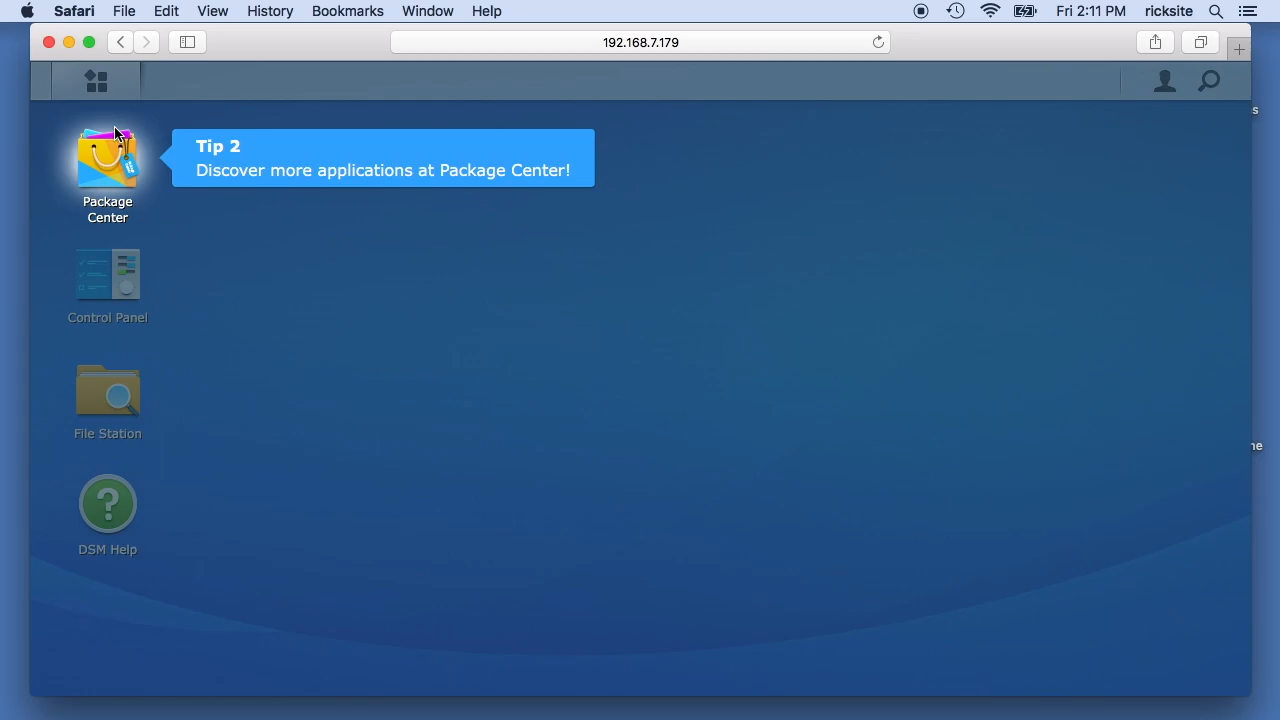 Safari File Edit View History Bookmarks Window Help Fri 2:11 PM ricksite
192.168.7.179
Tip 2
Discover more applications at Package Center!
Package
Center
Control Panel
File Station
DSM Help
s
ne